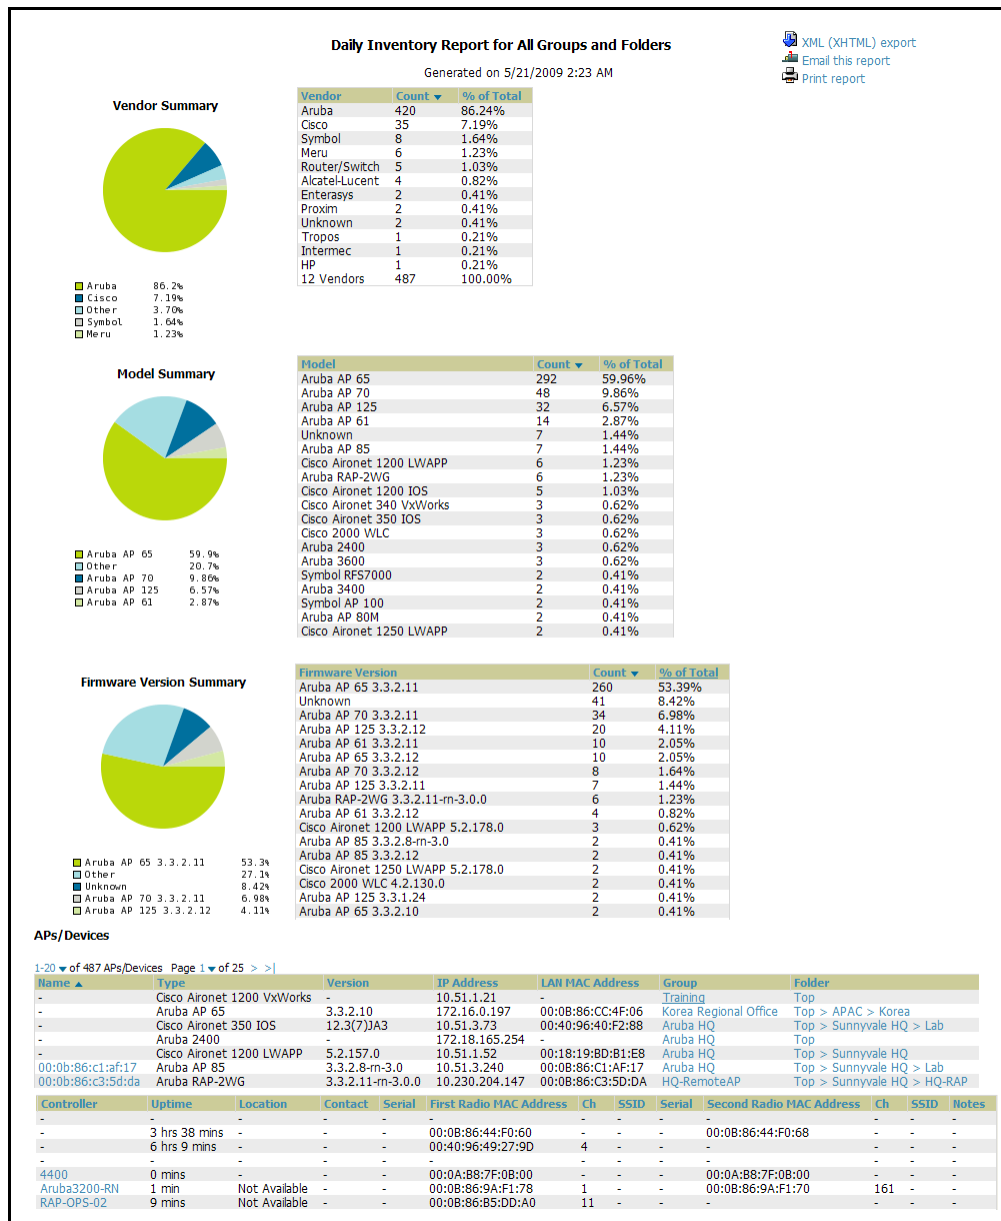 Daily Inventory Report for All Groups and Folders
Generated on 5/21/2009 2:23 AM
XML (XHTML) export
Email this report
Print report
Vendor Summary
Aruba 86.2%
Cisco 7.19%
Other 3.70%
Symbol 1.64%
Meru 1.23%
Vendor Count % of Total
Aruba 420 86.24%
Cisco 35 7.19%
Symbol 8 1.64%
Meru 6 1.23%
Router/Switch 5 1.03%
Alcatel-Lucent 4 0.82%
Enterasys 2 0.41%
Proxim 2 0.41%
Unknown 2 0.41%
Tropos 1 0.21%
Intermec 1 0.21%
HP 1 0.21%
12 Vendors 487 100.00%
Model Summary
Aruba AP 65 59.9%
Other 20.7%
Aruba AP 70 9.86%
Aruba AP 125 6.57%
Aruba AP 61 2.87%
Model Count % of Total
Aruba AP 65 292 59.96%
Aruba AP 70 48 9.86%
Aruba AP 125 32 6.57%
Aruba AP 61 14 2.87%
Unknown 7 1.44%
Aruba AP 85 7 1.44%
Cisco Aironet 1200 LWAPP 6 1.23%
Aruba RAP-2WG 6 1.23%
Cisco Aironet 1200 IOS 5 1.03%
Cisco Aironet 340 VxWorks 3 0.62%
Cisco Aironet 350 IOS 3 0.62%
Cisco 2000 WLC 3 0.62%
Aruba 2400 3 0.62%
Aruba 3600 3 0.62%
Symbol RFS7000 2 0.41%
Aruba 3400 2 0.41%
Symbol AP 100 2 0.41%
Aruba AP 80M 2 0.41%
Cisco Aironet 1250 LWAPP 2 0.41%
Firmware Version Summary
Aruba AP 65 3.3.2.11 53.3%
Other 27.1%
Unknown 8.42%
Aruba AP 70 3.3.2.11 6.98%
Aruba AP 125 3.3.2.12 4.11%
Firmware Version Count % of Total
Aruba AP 65 3.3.2.11 260 53.39%
Unknown 41 8.42%
Aruba AP 70 3.3.2.11 34 6.98%
Aruba AP 125 3.3.2.12 20 4.11%
Aruba AP 61 3.3.2.11 10 2.05%
Aruba AP 65 3.3.2.12 10 2.05%
Aruba AP 70 3.3.2.12 8 1.64%
Aruba AP 125 3.3.2.11 7 1.44%
Aruba RAP-2WG 3.3.2.11-rn-3.0.0 6 1.23%
Aruba AP 61 3.3.2.12 4 0.82%
Cisco Aironet 1200 LWAPP 5.2.178.0 3 0.62%
Aruba AP 85 3.3.2.8-rn-3.0 2 0.41%
Aruba AP 85 3.3.2.12 2 0.41%
Cisco Aironet 1250 LWAPP 5.2.178.0 2 0.41%
Cisco 2000 WLC 4.2.130.0 2 0.41%
Aruba AP 125 3.3.1.24 2 0.41%
Aruba AP 65 3.3.2.10 2 0.41%
APs/Devices
1-20 of 487 APs/Devices Page 1 of 25 > >|
Name Type Version IP Address LAN MAC Address Group Folder
- Cisco Aironet 1200 VxWorks - 10.51.1.21 - Training Top
- Aruba AP 65 3.3.2.10 172.16.0.197 00:0B:86:CC:4F:06 Korea Regional Office Top > APAC > Korea
- Cisco Aironet 350 IOS 12.3(7)JA3 10.51.3.73 00:40:96:40:F2:88 Aruba HQ Top > Sunnyvale HQ > Lab
- Aruba 2400 - 172.18.165.254 - Aruba HQ Top
- Cisco Aironet 1200 LWAPP 5.2.157.0 10.51.1.52 00:18:19:BD:B1:E8 Aruba HQ Top > Sunnyvale HQ
00:0b:86:c1:af:17 Aruba AP 85 3.3.2.8-rn-3.0 10.51.3.240 00:0B:86:C1:AF:17 Aruba HQ Top > Sunnyvale HQ > Lab
00:0b:86:c3:5d:da Aruba RAP-2WG 3.3.2.11-rn-3.0.0 10.230.204.147 00:0B:86:C3:5D:DA HQ-RemoteAP Top > Sunnyvale HQ > HQ-RAP
Controller Uptime Location Contact Serial First Radio MAC Address Ch SSID Serial Second Radio MAC Address Ch SSID Notes
- - - - - - - - - - - - -
- 3 hrs 38 mins - - - 00:0B:86:44:F0:60 - - - 00:0B:86:44:F0:68 - - -
- 6 hrs 9 mins - - - 00:40:96:49:27:9D 4 - - - - - -
- - - - - - - - - - - - -
4400 0 mins - - - 00:0A:B8:7F:0B:00 - - - 00:0A:B8:7F:0B:00 - - -
Aruba3200-RN 1 min Not Available - - 00:0B:86:9A:F1:78 1 - - 00:0B:86:9A:F1:70 161 - -
RAP-OPS-02 9 mins Not Available - - 00:0B:86:B5:DD:A0 11 - - - - - -